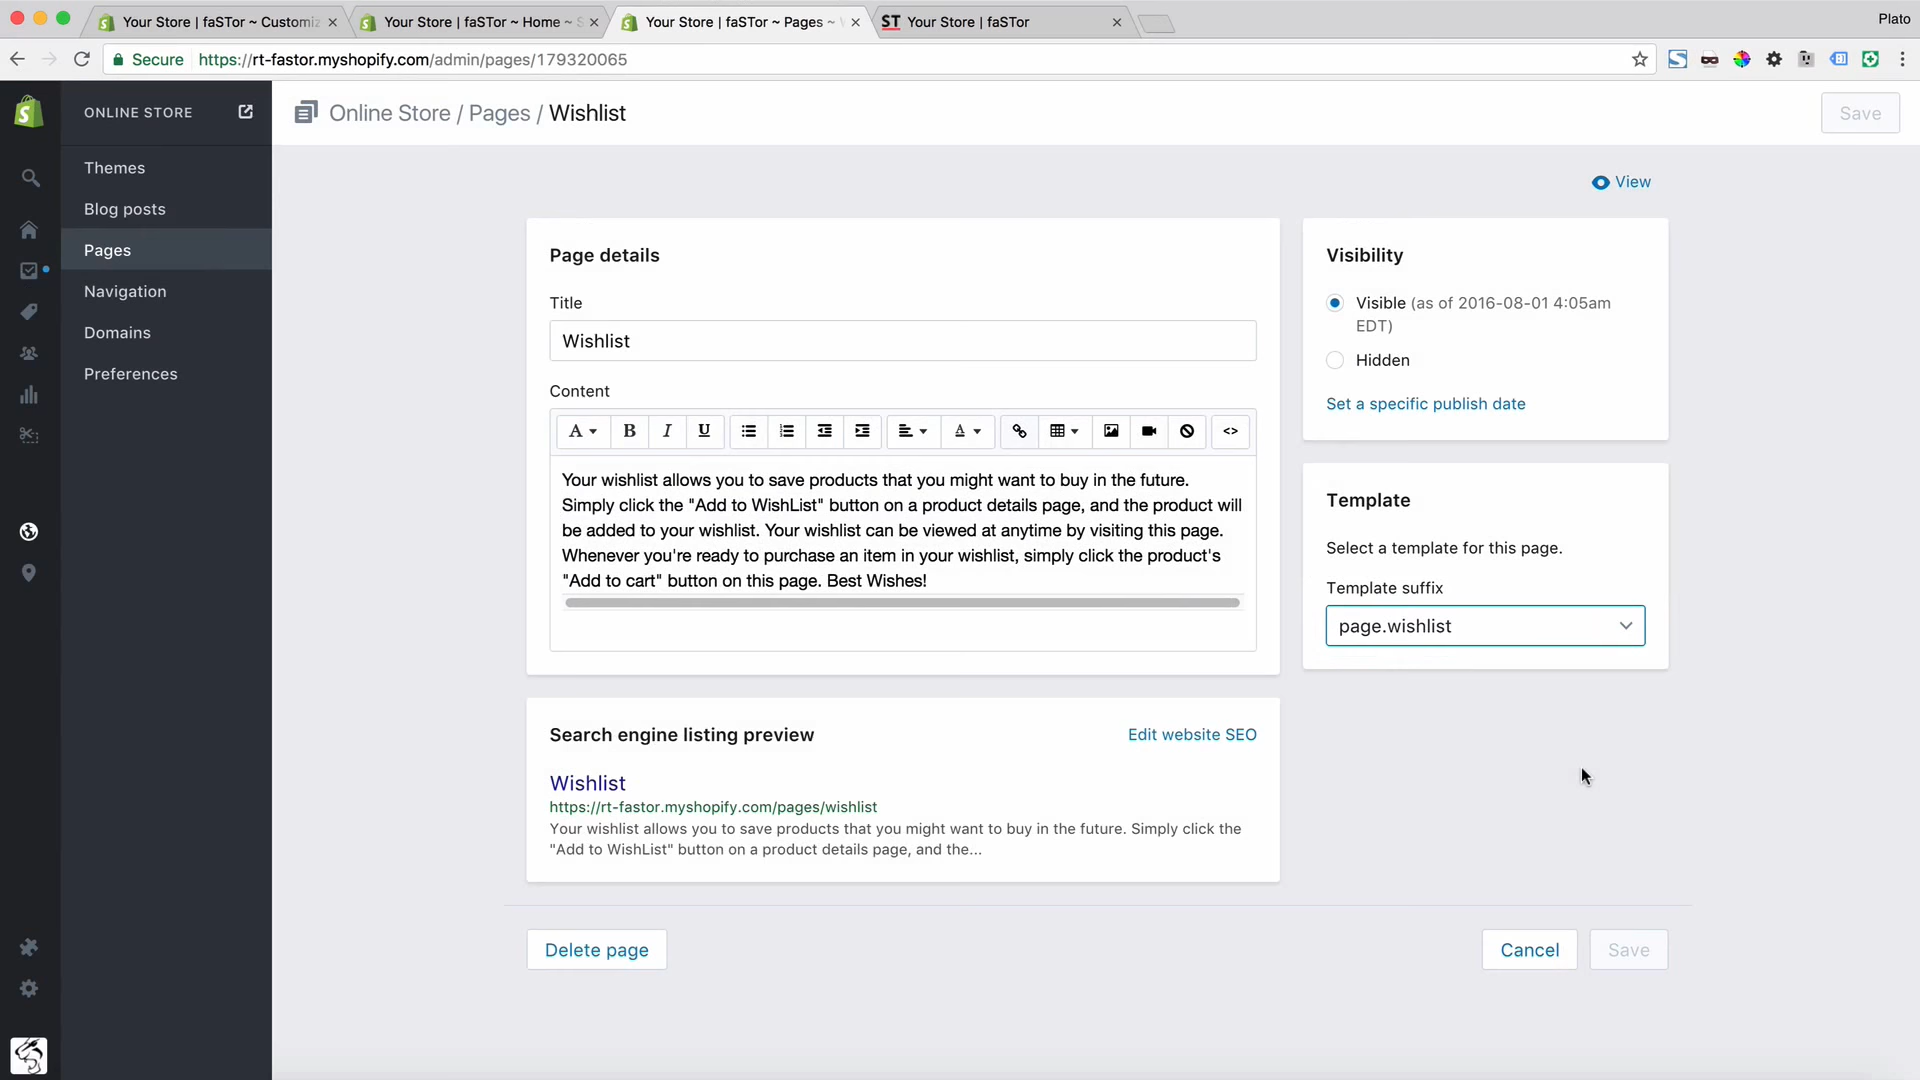 Your Store | faSTor ~ Customiz
Your Store | faSTor ~ Home ~ S
Your Store | faSTor ~ Pages ~ W
ST Your Store | faSTor
Plato
Secure https://rt-fastor.myshopify.com/admin/pages/179320065
ONLINE STORE
Online Store / Pages / Wishlist
Save
Themes
Blog posts
Pages
Navigation
Domains
Preferences
View
Page details
Title
Wishlist
Content
A B I U A <>
Your wishlist allows you to save products that you might want to buy in the future.
Simply click the "Add to WishList" button on a product details page, and the product will
be added to your wishlist. Your wishlist can be viewed at anytime by visiting this page.
Whenever you're ready to purchase an item in your wishlist, simply click the product's
"Add to cart" button on this page. Best Wishes!
Visibility
Visible (as of 2016-08-01 4:05am
EDT)
Hidden
Set a specific publish date
Template
Select a template for this page.
Template suffix
page.wishlist
Search engine listing preview
Edit website SEO
Wishlist
https://rt-fastor.myshopify.com/pages/wishlist
Your wishlist allows you to save products that you might want to buy in the future. Simply click the
"Add to WishList" button on a product details page, and the...
Delete page
Cancel
Save